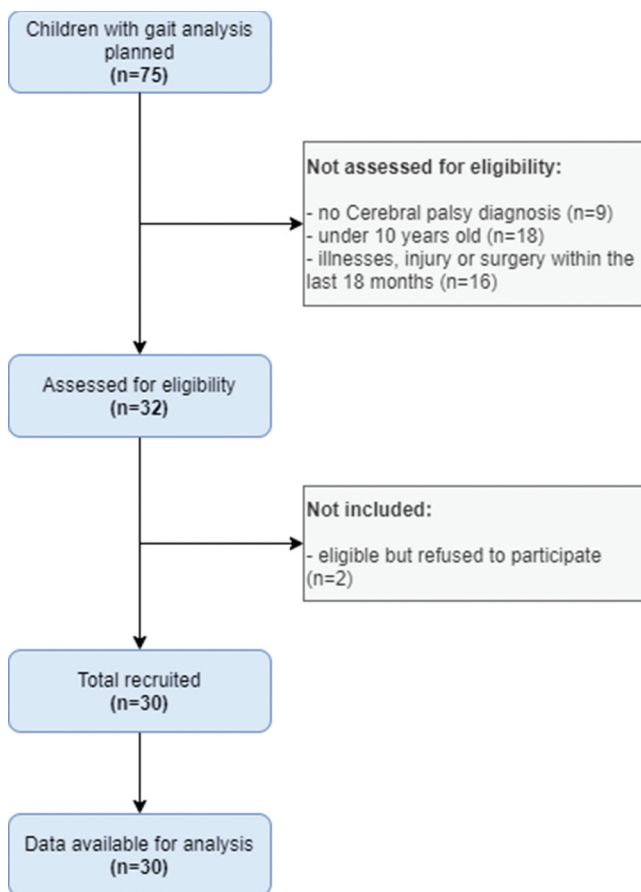 Children with gait analysis
planned
(n=75)
Not assessed for eligibility:
- no Cerebral palsy diagnosis (n=9)
- under 10 years old (n=18)
- illnesses, injury or surgery within the
last 18 months (n=16)
Assessed for eligibility
(n=32)
Not included:
- eligible but refused to participate
(n=2)
Total recruited
(n=30)
Data available for analysis
(n=30)